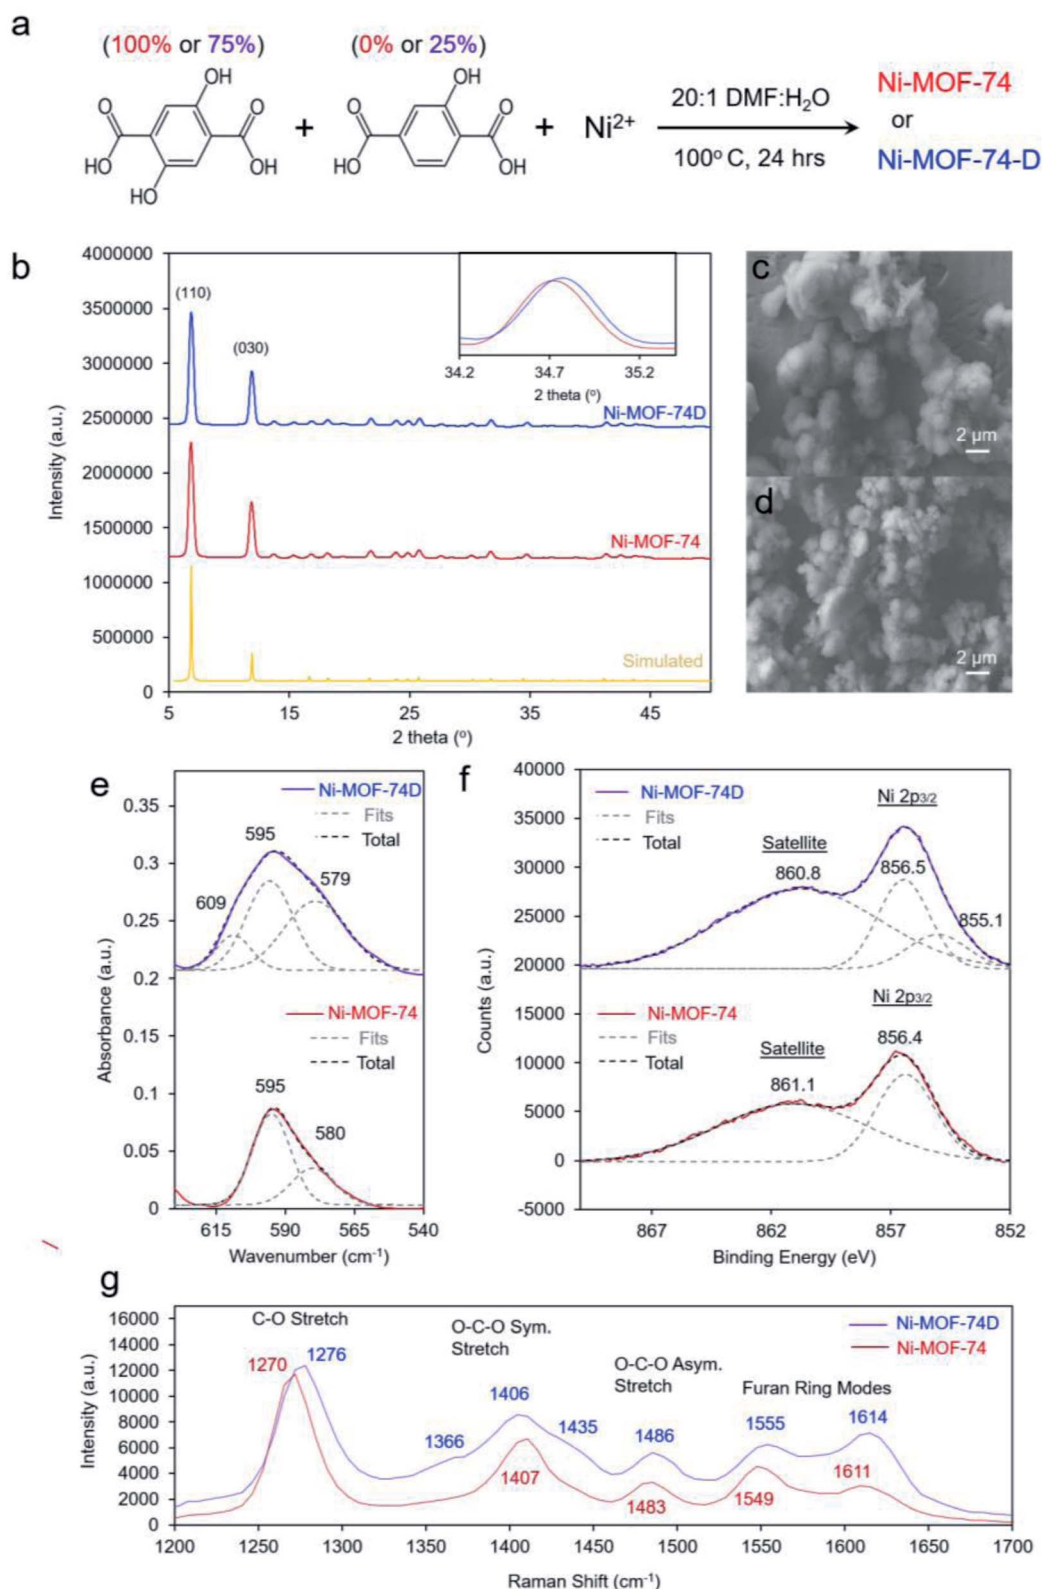 a
(100% or 75%)
(0% or 25%)
OH
O
O
HO
OH
HO
+
OH
O
O
HO
OH
+
Ni²⁺
20:1 DMF:H₂O
100° C, 24 hrs
Ni-MOF-74
or
Ni-MOF-74-D
b
4000000
3500000
3000000
2500000
2000000
1500000
1000000
500000
0
Intensity (a.u.)
(110)
(030)
34.2 34.7 35.2
2 theta (°)
Ni-MOF-74D
Ni-MOF-74
Simulated
5 15 25 35 45
2 theta (°)
c
2 µm
d
2 µm
e
0.35
0.3
0.25
0.2
0.15
0.1
0.05
0
Absorbance (a.u.)
Ni-MOF-74D
Fits
Total
595
579
609
Ni-MOF-74
Fits
Total
595
580
615 590 565 540
Wavenumber (cm⁻¹)
f
40000
35000
30000
25000
20000
15000
10000
5000
0
-5000
Counts (a.u.)
Ni-MOF-74D
Fits
Total
Ni 2p3/2
Satellite
860.8
856.5
855.1
Ni-MOF-74
Fits
Total
Ni 2p3/2
Satellite
861.1
856.4
867 862 857 852
Binding Energy (eV)
g
16000
14000
12000
10000
8000
6000
4000
2000
0
Intensity (a.u.)
C-O Stretch
1270
1276
O-C-O Sym.
Stretch
1366
1406
1435
1407
O-C-O Asym.
Stretch
1486
1483
Furan Ring Modes
1555
1614
1549
1611
Ni-MOF-74D
Ni-MOF-74
1200 1250 1300 1350 1400 1450 1500 1550 1600 1650 1700
Raman Shift (cm⁻¹)